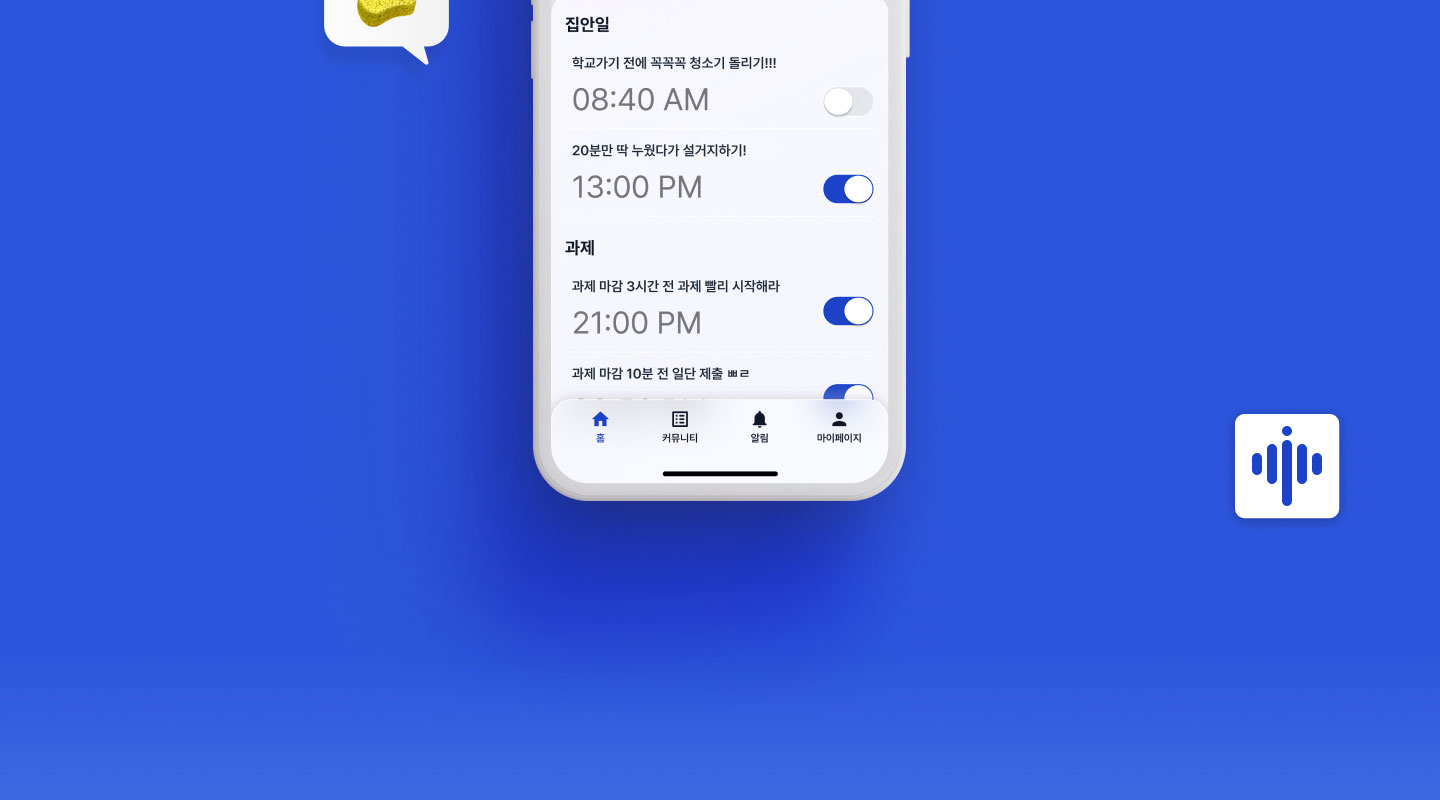 집안일
학교가기 전에 꼭꼭꼭 청소기 돌리기!!!
08:40 AM
20분만 딱 누웠다가 설거지하기!
13:00 PM
과제
과제 마감 3시간 전 과제 빨리 시작해라
21:00 PM
과제 마감 10분 전 일단 제출 ㅃㄹ
홈
커뮤니티
알림
마이페이지